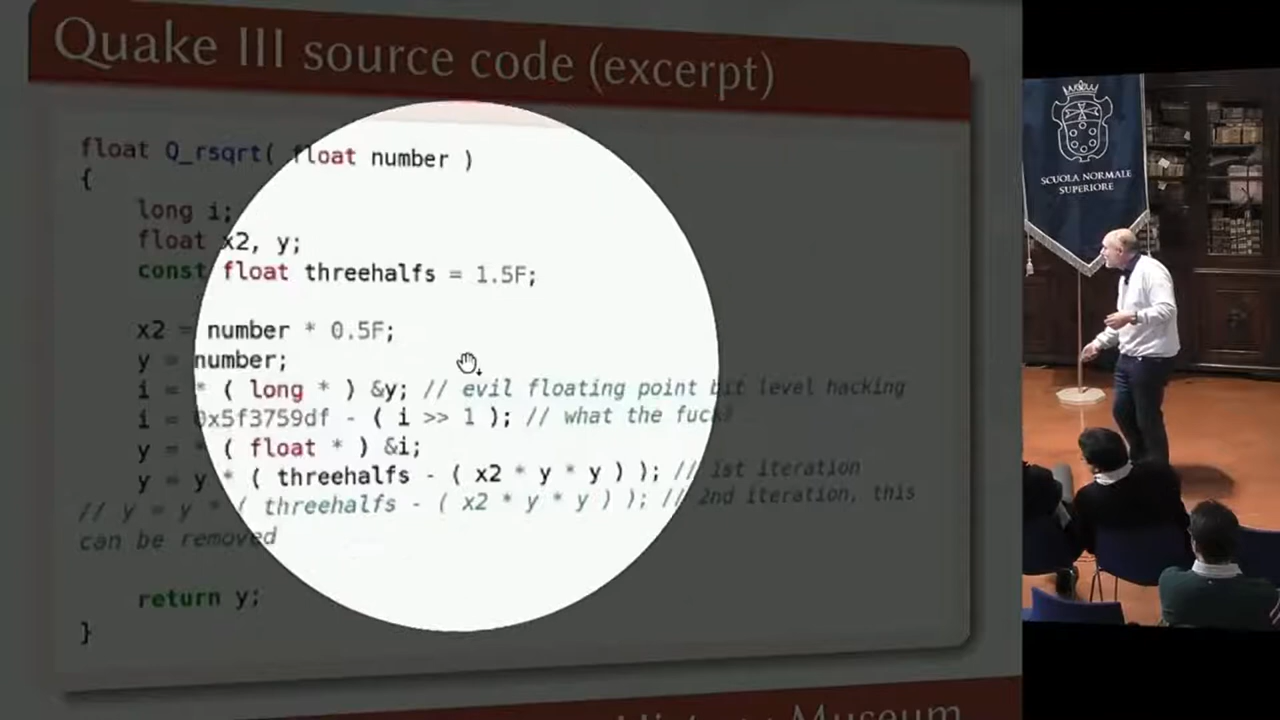 Quake III source code (excerpt)
float Q_rsqrt( float number )
{
long i;
float x2, y;
const float threehalfs = 1.5F;
x2 = number * 0.5F;
y = number;
i = * ( long * ) &y; // evil floating point bit level hacking
i = 0x5f3759df - ( i >> 1 ); // what the fuck?
y = * ( float * ) &i;
y = y * ( threehalfs - ( x2 * y * y ) ); // 1st iteration
// y = y * ( threehalfs - ( x2 * y * y ) ); // 2nd iteration, this
can be removed
return y;
}
History Museum
SCUOLA NORMALE
SUPERIORE